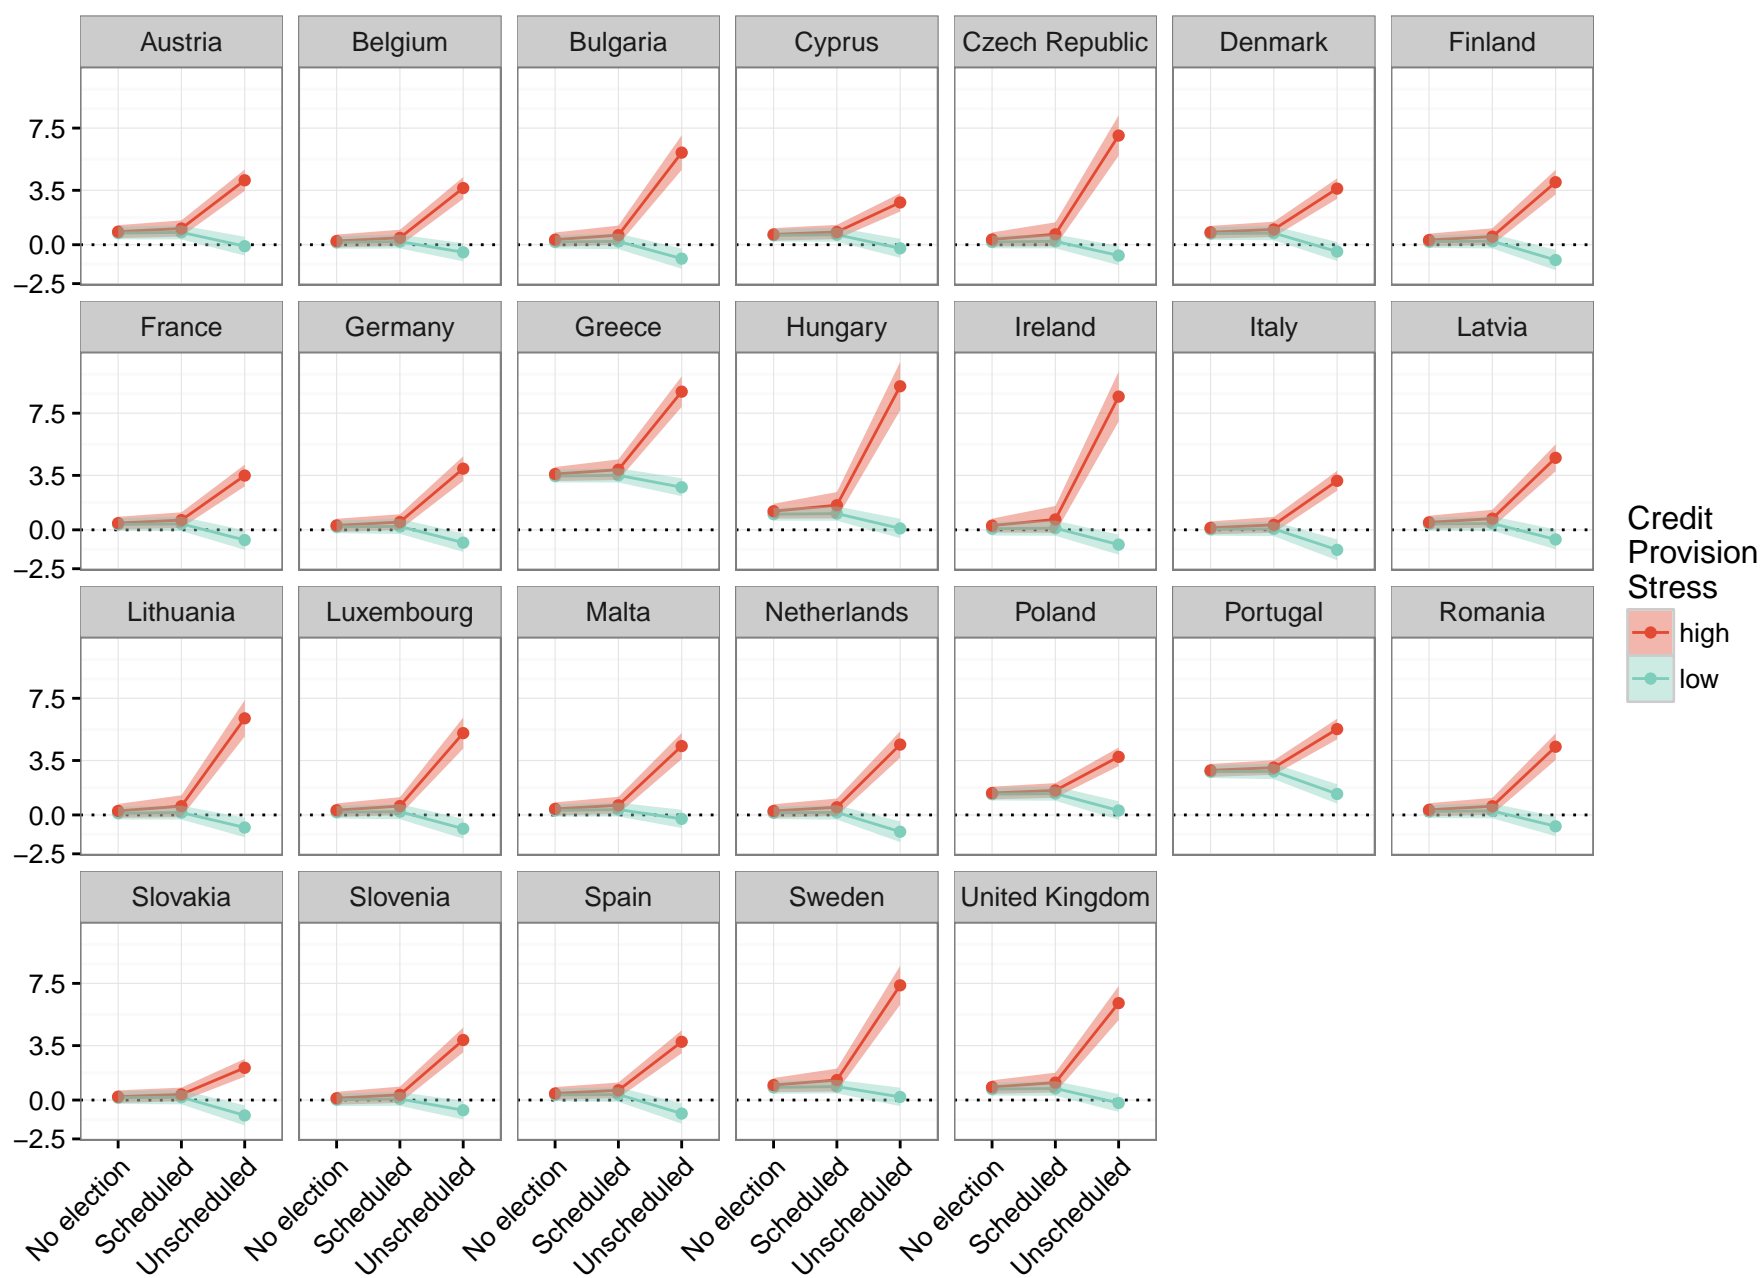 Austria Belgium Bulgaria Cyprus Czech Republic Denmark Finland
7.5
3.5
0.0
−2.5
France Germany Greece Hungary Ireland Italy Latvia
7.5
3.5
0.0
−2.5
Lithuania Luxembourg Malta Netherlands Poland Portugal Romania
7.5
3.5
0.0
−2.5
Slovakia Slovenia Spain Sweden United Kingdom
7.5
3.5
0.0
−2.5
No election Scheduled Unscheduled No election Scheduled Unscheduled No election Scheduled Unscheduled No election Scheduled Unscheduled No election Scheduled Unscheduled
Credit
Provision
Stress
high
low